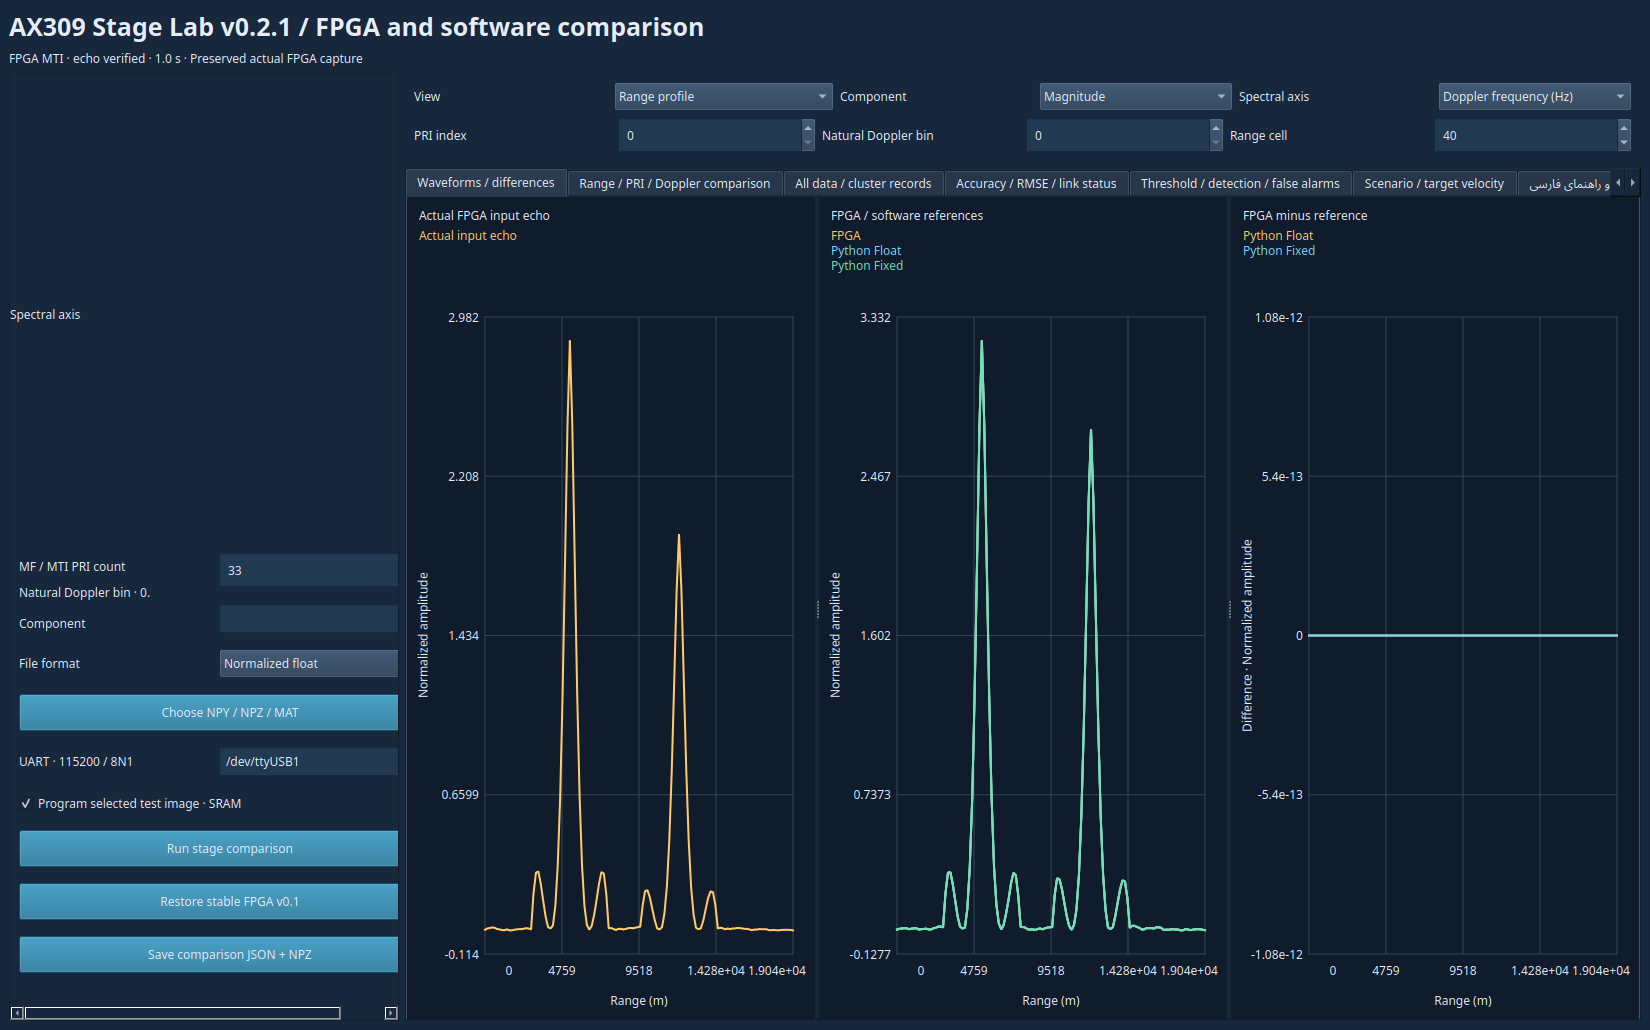 AX309 Stage Lab v0.2.1 / FPGA and software comparison
FPGA MTI · echo verified · 1.0 s · Preserved actual FPGA capture
View
Range profile
Component
Magnitude
Spectral axis
Doppler frequency (Hz)
PRI index
0
Natural Doppler bin
0
Range cell
40
Waveforms / differences
Range / PRI / Doppler comparison
All data / cluster records
Accuracy / RMSE / link status
Threshold / detection / false alarms
Scenario / target velocity
و راهنمای فارسی
Spectral axis
MF / MTI PRI count
33
Natural Doppler bin · 0.
Component
File format
Normalized float
Choose NPY / NPZ / MAT
UART · 115200 / 8N1
/dev/ttyUSB1
✓ Program selected test image · SRAM
Run stage comparison
Restore stable FPGA v0.1
Save comparison JSON + NPZ
Actual FPGA input echo
Actual input echo
2.982
2.208
1.434
0.6599
-0.114
Normalized amplitude
0 4759 9518 1.428e+04 1.904e+04
Range (m)
FPGA / software references
FPGA
Python Float
Python Fixed
3.332
2.467
1.602
0.7373
-0.1277
Normalized amplitude
0 4759 9518 1.428e+04 1.904e+04
Range (m)
FPGA minus reference
Python Float
Python Fixed
1.08e-12
5.4e-13
0
-5.4e-13
-1.08e-12
Difference · Normalized amplitude
0 4759 9518 1.428e+04 1.904e+04
Range (m)